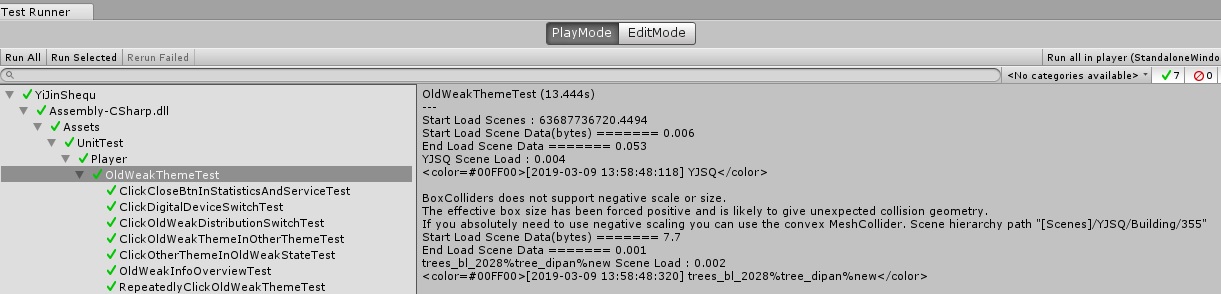 Test Runner
PlayMode EditMode
Run All Run Selected Rerun Failed Run all in player (StandaloneWindo
<No categories available> 7 0
YiJinShequ
Assembly-CSharp.dll
Assets
UnitTest
Player
OldWeakThemeTest
ClickCloseBtnInStatisticsAndServiceTest
ClickDigitalDeviceSwitchTest
ClickOldWeakDistributionSwitchTest
ClickOldWeakThemeInOtherThemeTest
ClickOtherThemeInOldWeakStateTest
OldWeakInfoOverviewTest
RepeatedlyClickOldWeakThemeTest
OldWeakThemeTest (13.444s)
---
Start Load Scenes : 63687736720.4494
Start Load Scene Data(bytes) ======= 0.006
End Load Scene Data ======= 0.053
YJSQ Scene Load : 0.004
<color=#00FF00>[2019-03-09 13:58:48:118] YJSQ</color>
BoxColliders does not support negative scale or size.
The effective box size has been forced positive and is likely to give unexpected collision geometry.
If you absolutely need to use negative scaling you can use the convex MeshCollider. Scene hierarchy path "[Scenes]/YJSQ/Building/355"
Start Load Scene Data(bytes) ======= 7.7
End Load Scene Data ======= 0.001
trees_bl_2028%tree_dipan%new Scene Load : 0.002
<color=#00FF00>[2019-03-09 13:58:48:320] trees_bl_2028%tree_dipan%new</color>